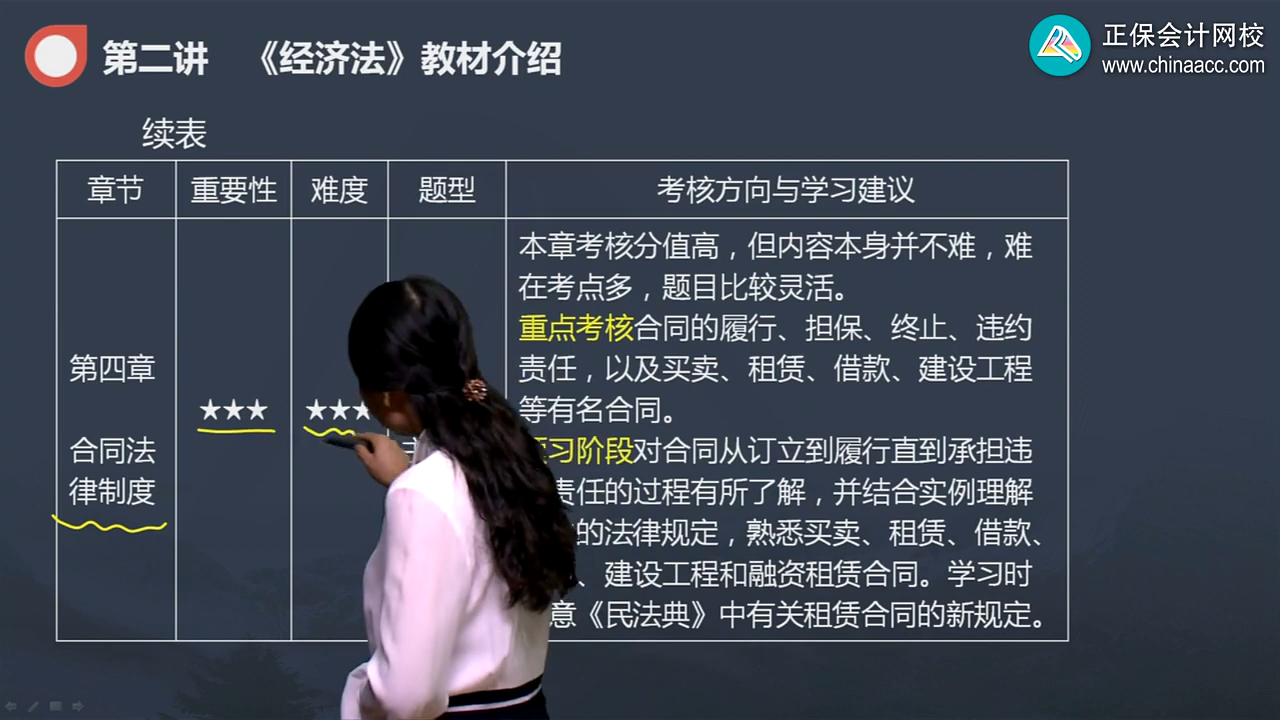 第二讲 《经济法》教材介绍
正保会计网校
www.chinaacc.com
续表
章节 重要性 难度 题型 考核方向与学习建议
第四章
合同法
律制度
★★★
★★★
本章考核分值高，但内容本身并不难，难
在考点多，题目比较灵活。
重点考核合同的履行、担保、终止、违约
责任，以及买卖、租赁、借款、建设工程
等有名合同。
习阶段对合同从订立到履行直到承担违
责任的过程有所了解，并结合实例理解
的法律规定，熟悉买卖、租赁、借款、
、建设工程和融资租赁合同。学习时
意《民法典》中有关租赁合同的新规定。